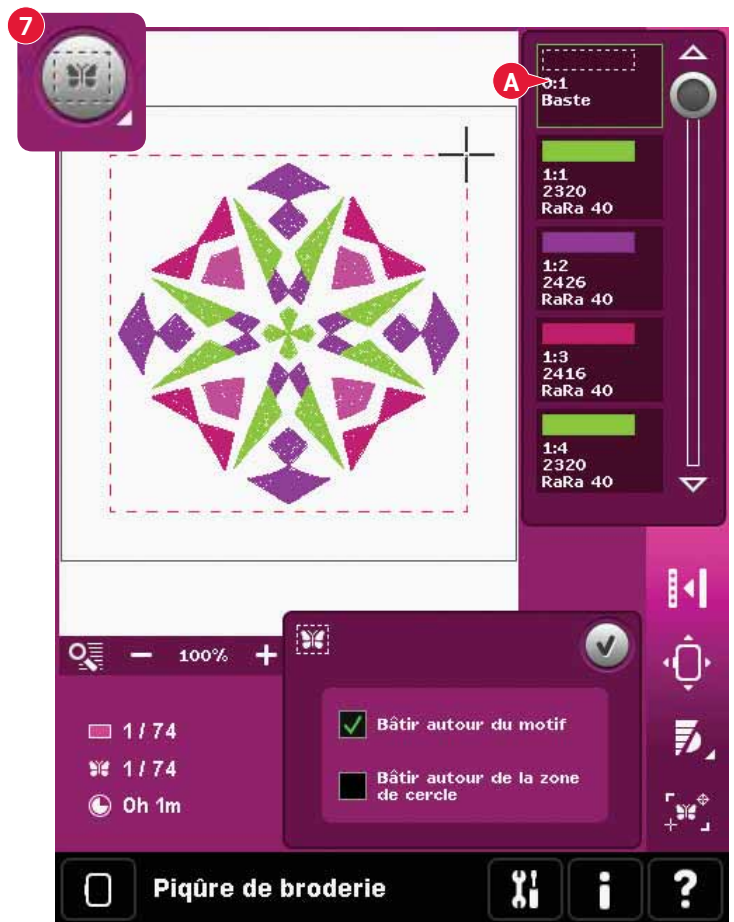 7
A
0:1
Baste
1:1
2320
RaRa 40
1:2
2426
RaRa 40
1:3
2416
RaRa 40
1:4
2320
RaRa 40
100%
1 / 74
1 / 74
0h 1m
Bâtir autour du motif
Bâtir autour de la zone
de cercle
Piqûre de broderie
i
?